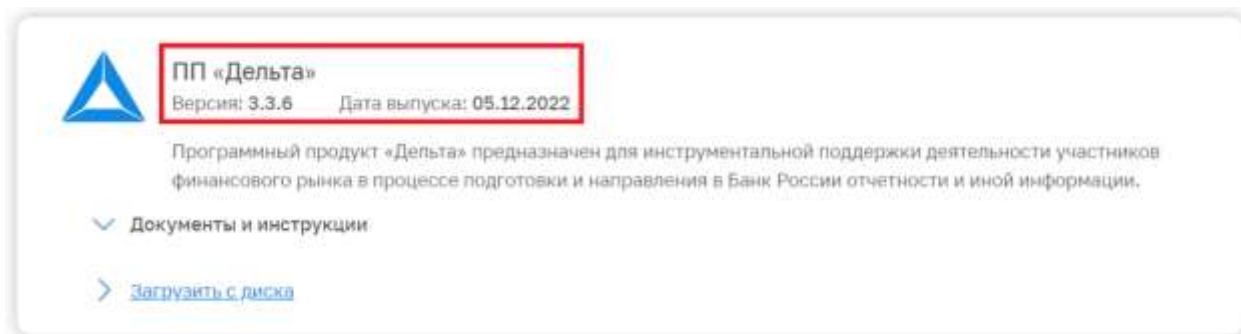 ПП «Дельта»
Версия: 3.3.6 Дата выпуска: 05.12.2022
Программный продукт «Дельта» предназначен для инструментальной поддержки деятельности участников
финансового рынка в процессе подготовки и направления в Банк России отчетности и иной информации.
Документы и инструкции
Загрузить с диска